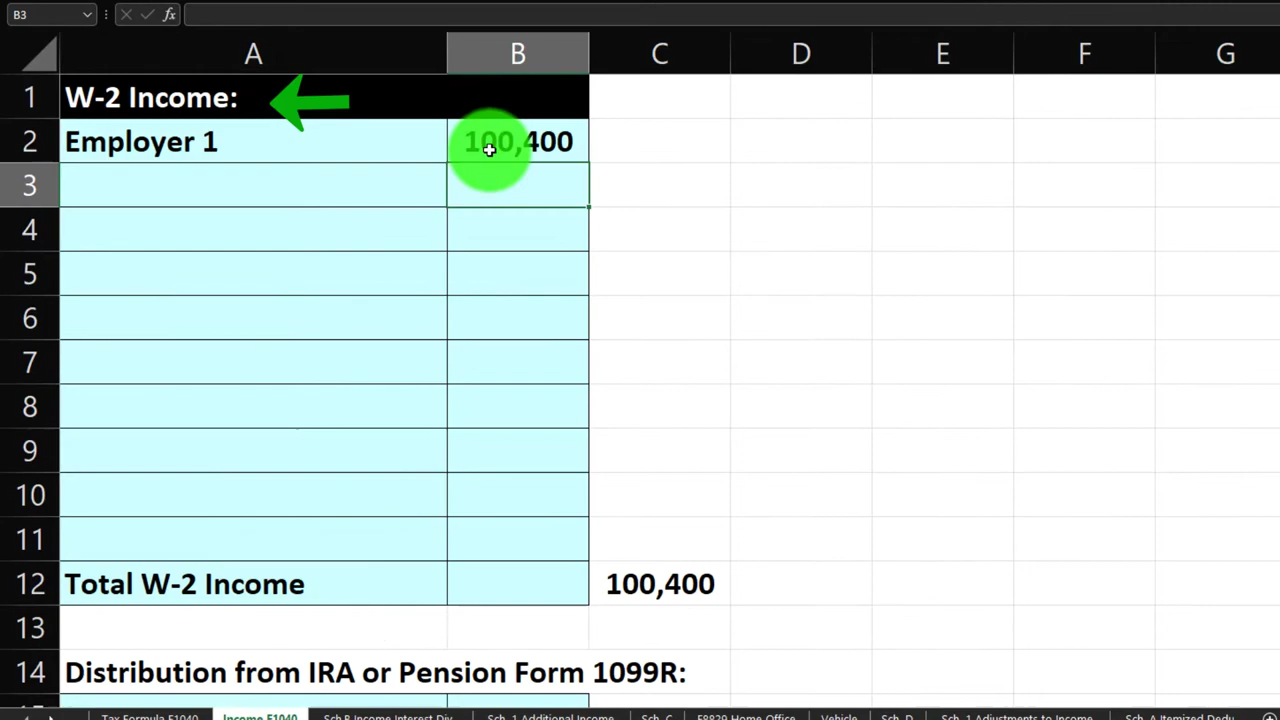 B3 fx
A B C D E F G
1 W-2 Income:
2 Employer 1 100,400
3
4
5
6
7
8
9
10
11
12 Total W-2 Income 100,400
13
14 Distribution from IRA or Pension Form 1099R:
Tax Formula F1040 Income F1040 Sch B Income Interest Div Sch. 1 Additional Income Sch. C F8829 Home Office Vehicle Sch. D Sch. 1 Adjustments to Income Sch. A Itemized Dedu